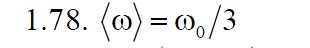 1.78. ⟨ω⟩ = ω₀/3